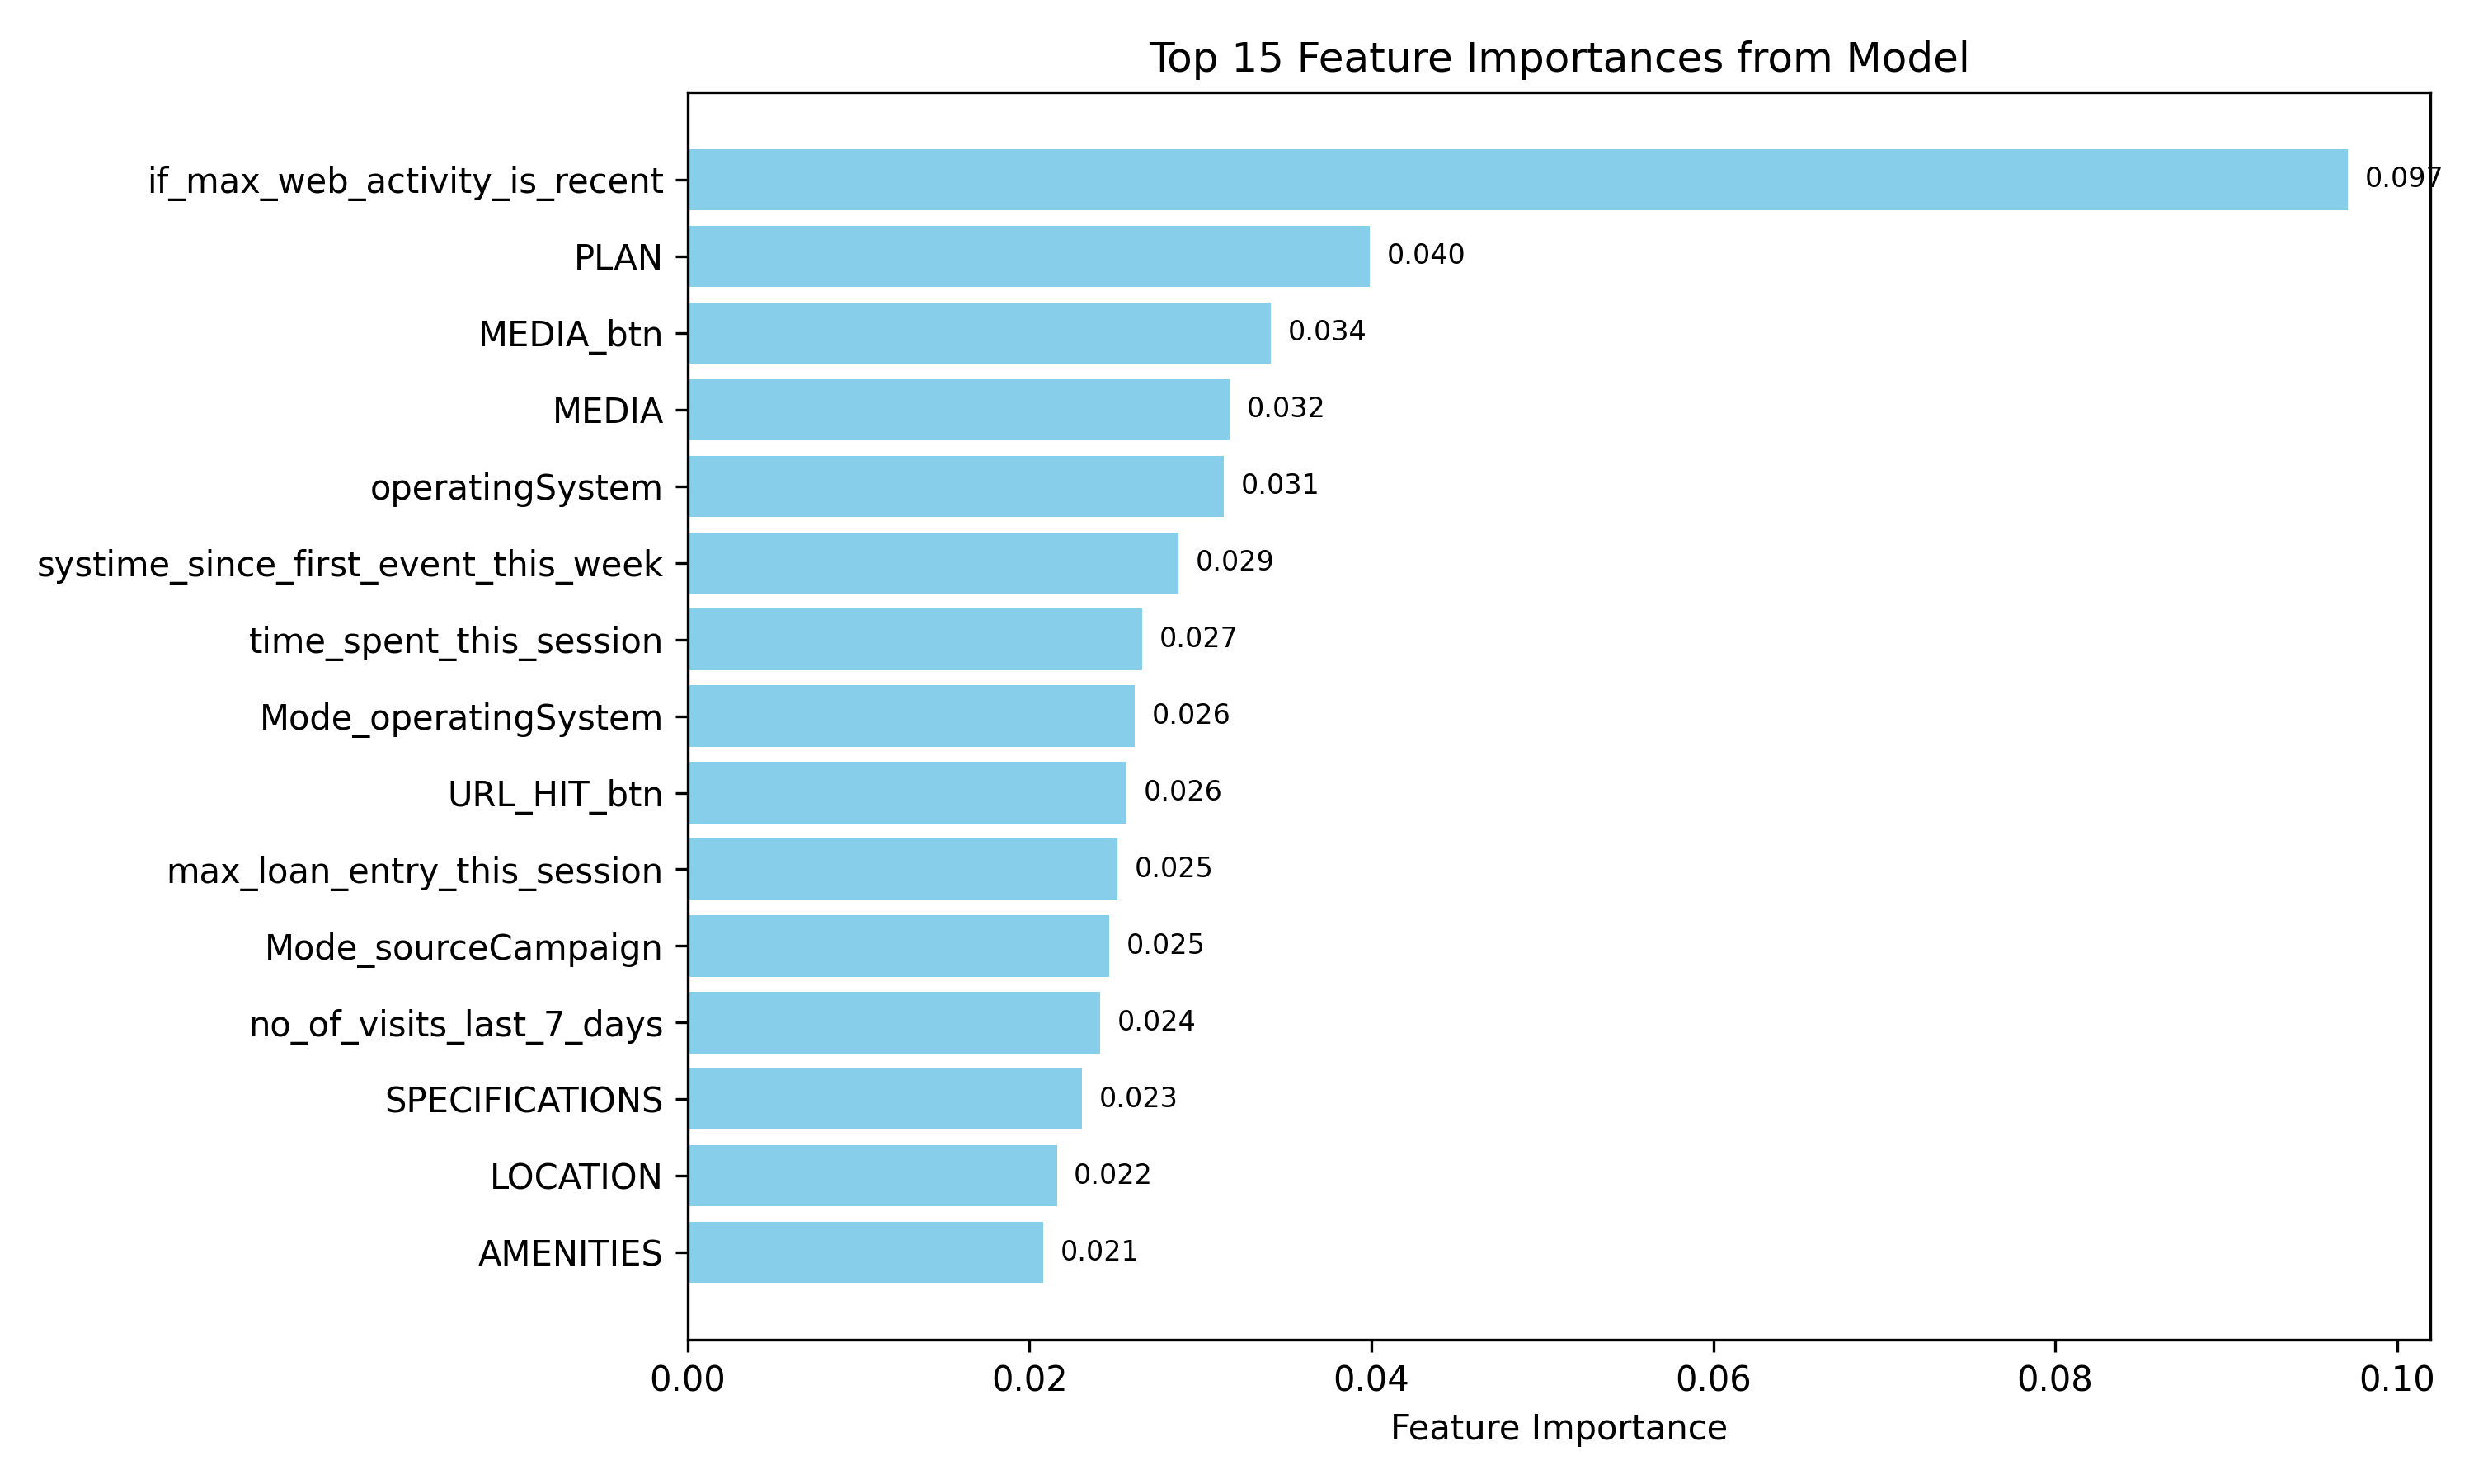 Top 15 Feature Importances from Model
if_max_web_activity_is_recent 0.097
PLAN 0.040
MEDIA_btn 0.034
MEDIA 0.032
operatingSystem 0.031
systime_since_first_event_this_week 0.029
time_spent_this_session 0.027
Mode_operatingSystem 0.026
URL_HIT_btn 0.026
max_loan_entry_this_session 0.025
Mode_sourceCampaign 0.025
no_of_visits_last_7_days 0.024
SPECIFICATIONS 0.023
LOCATION 0.022
AMENITIES 0.021
0.00 0.02 0.04 0.06 0.08 0.10
Feature Importance